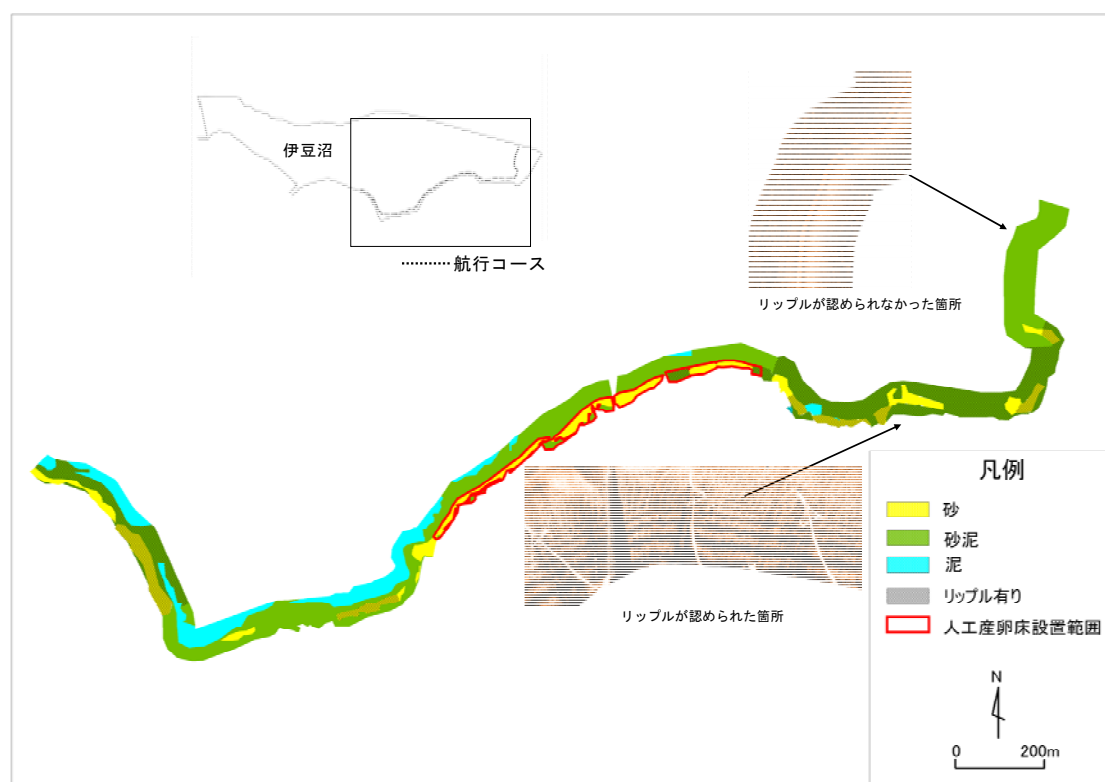 伊豆沼
航行コース
リップルが認められなかった箇所
リップルが認められた箇所
凡例
砂
砂泥
泥
リップル有り
人工産卵床設置範囲
N
0 200m